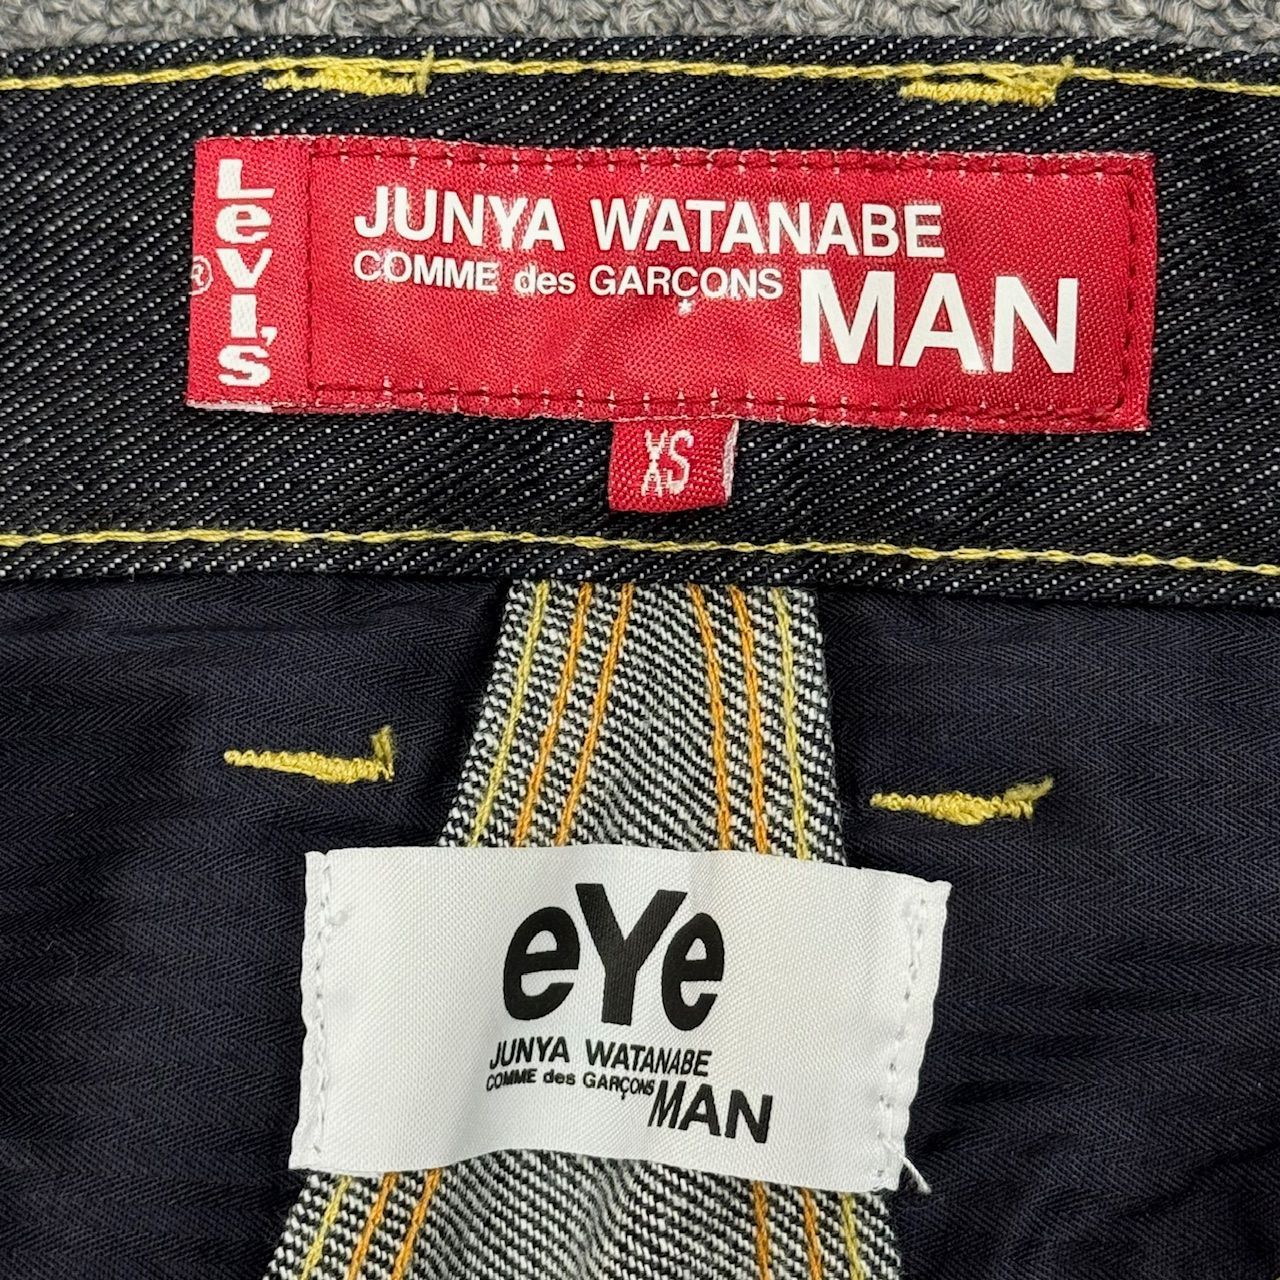 Levi's
®
JUNYA WATANABE
COMME des GARÇONS
MAN
XS
eYe
JUNYA WATANABE
COMME des GARÇONS
MAN